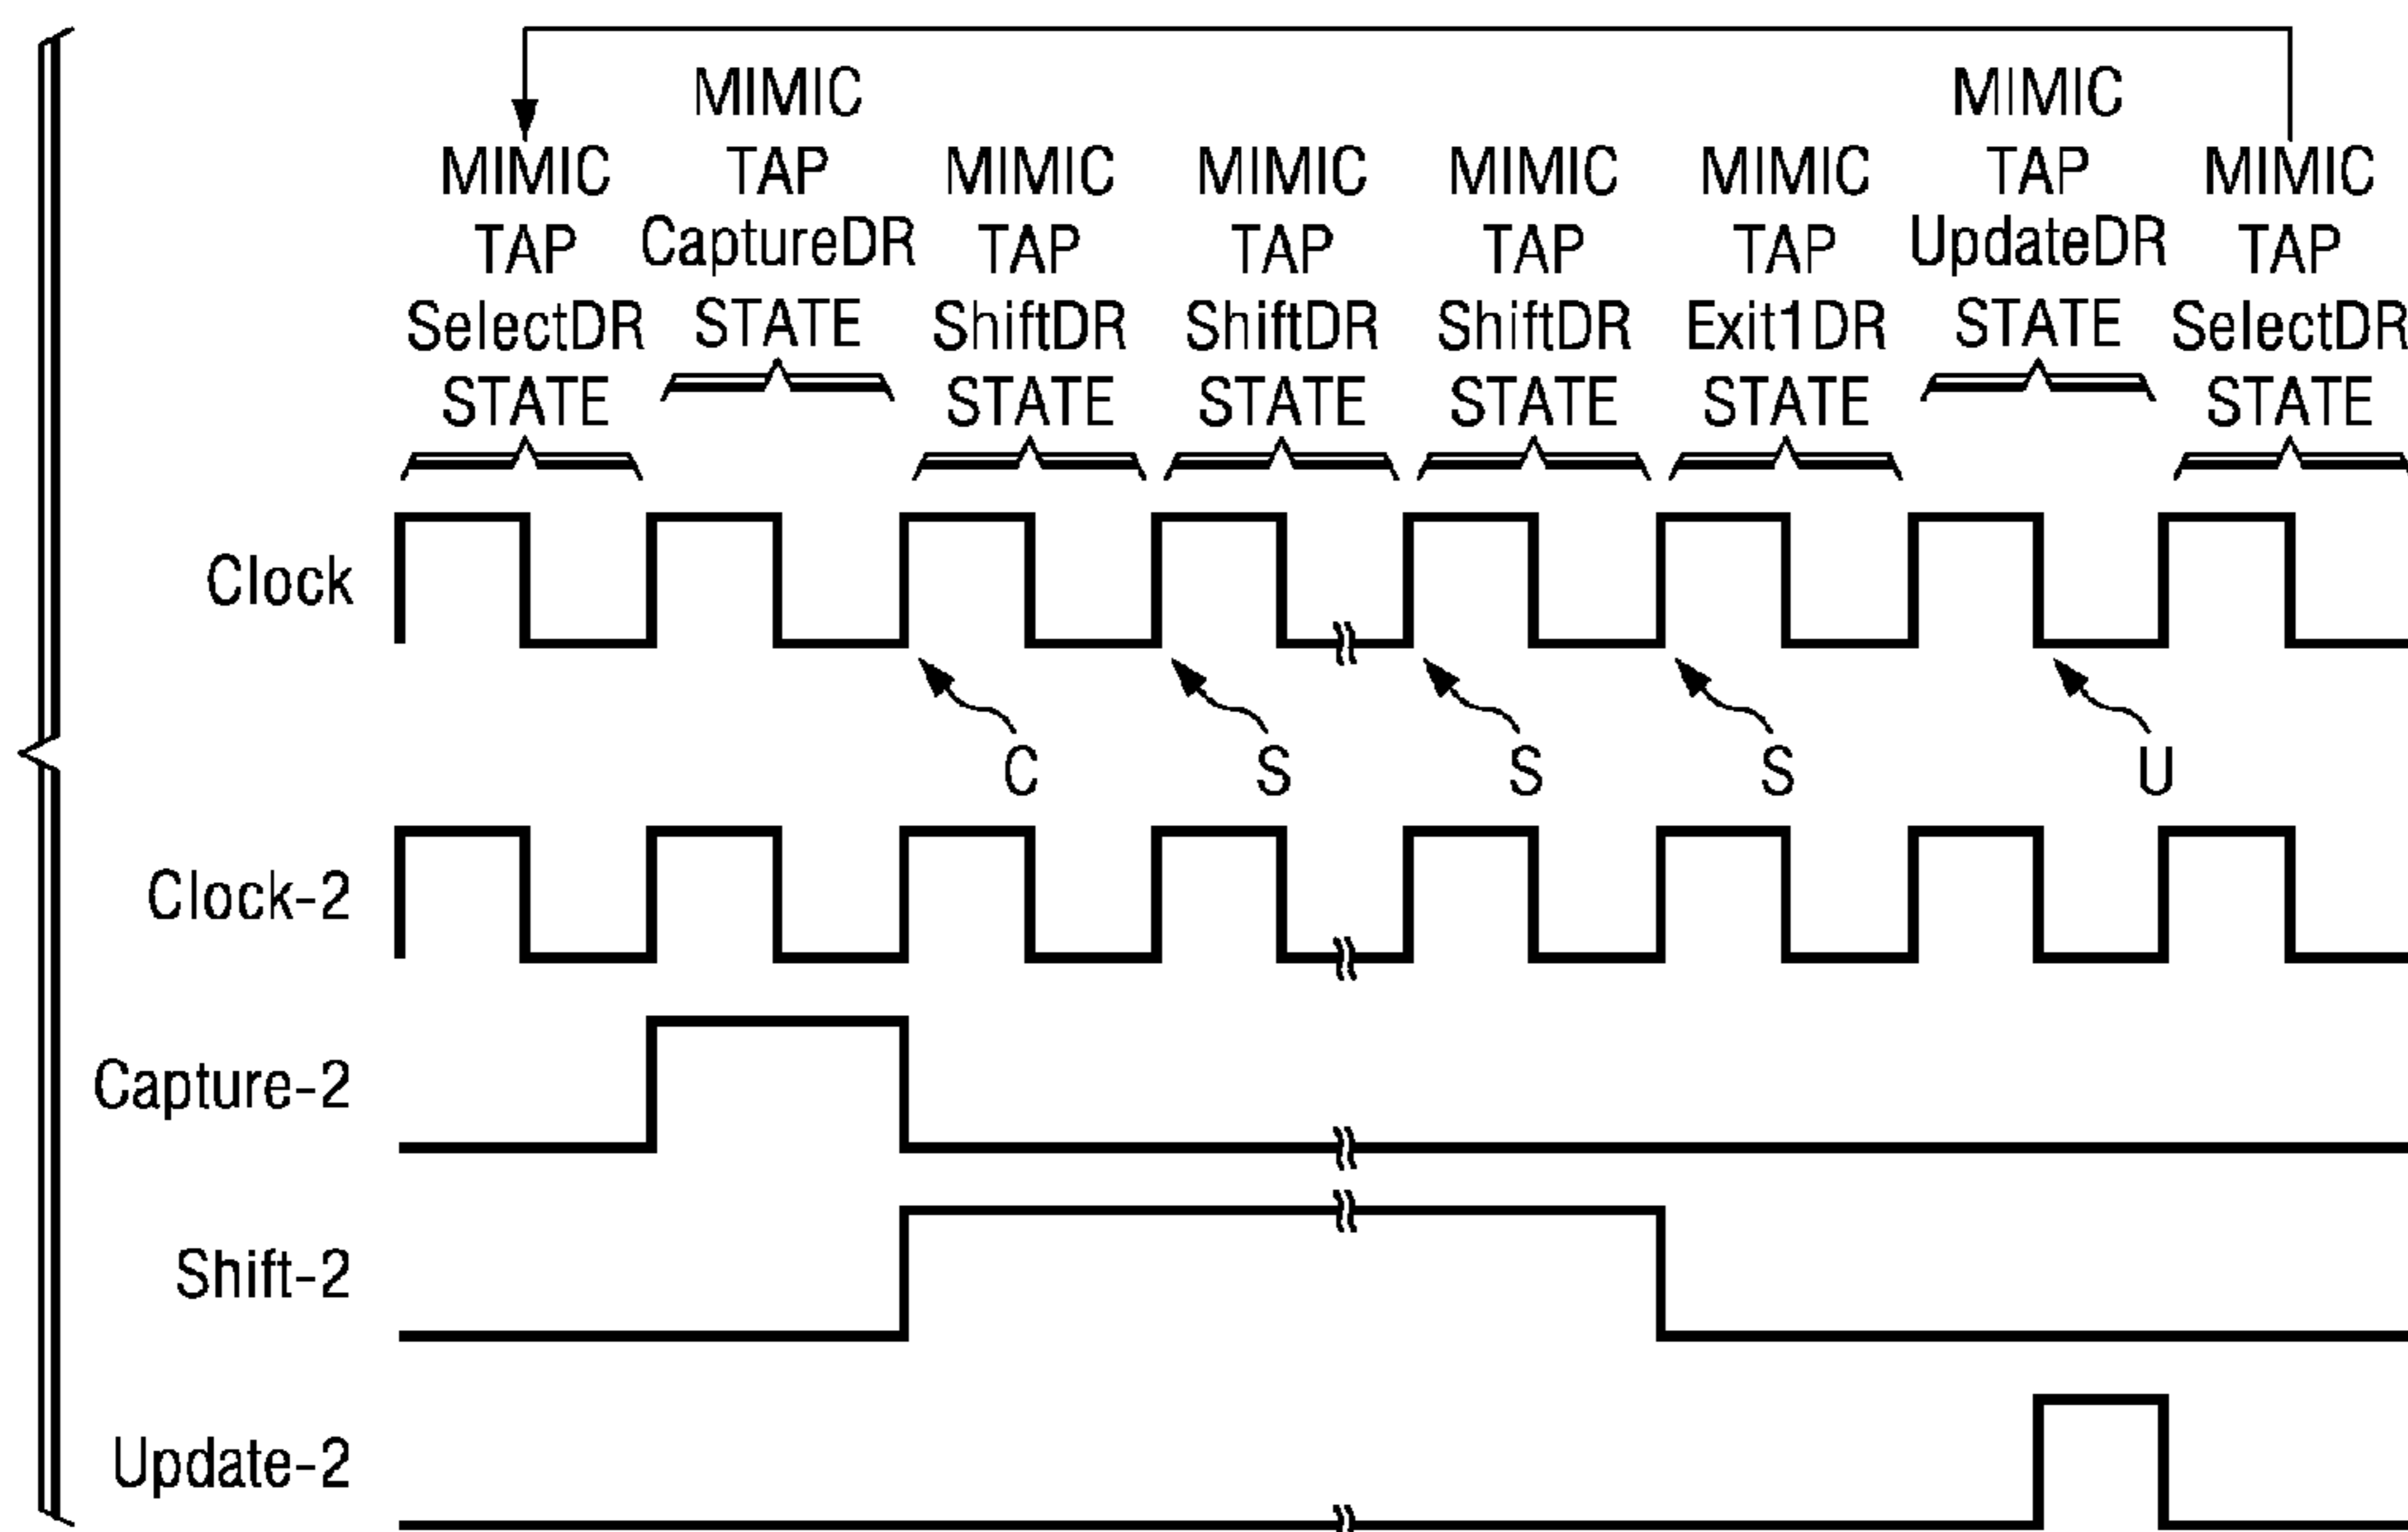 MIMIC
TAP
SelectDR
STATE
MIMIC
TAP
CaptureDR
STATE
MIMIC
TAP
ShiftDR
STATE
MIMIC
TAP
ShiftDR
STATE
MIMIC
TAP
ShiftDR
STATE
MIMIC
TAP
Exit1DR
STATE
MIMIC
TAP
UpdateDR
STATE
MIMIC
TAP
SelectDR
STATE
Clock
C
S
S
S
U
Clock-2
Capture-2
Shift-2
Update-2